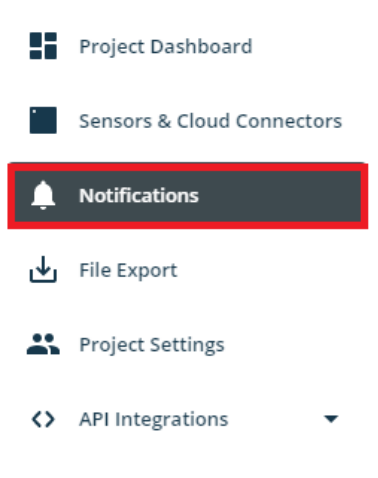 Project Dashboard
Sensors & Cloud Connectors
Notifications
File Export
Project Settings
API Integrations